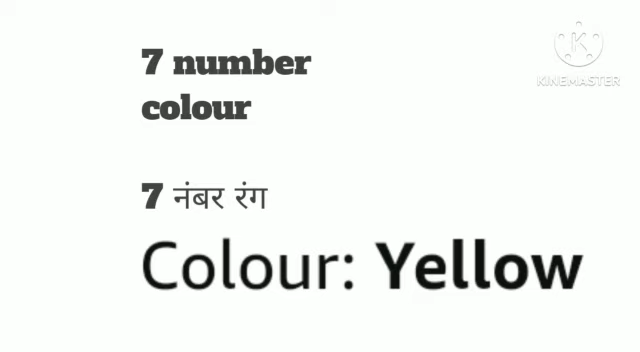 KINEMASTER
7 number
colour
7 नंबर रंग
Colour: Yellow